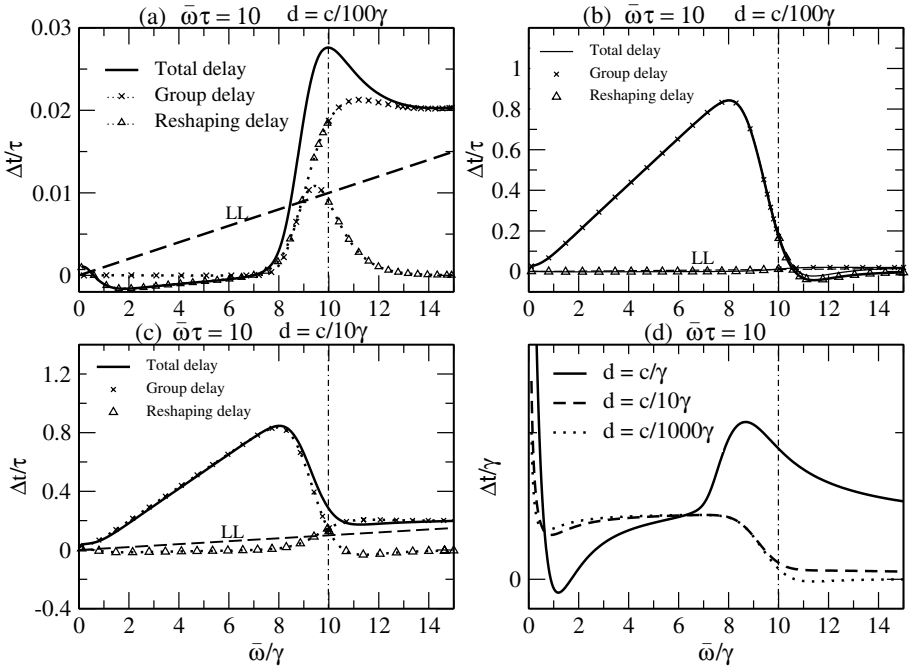 (a) ω̄τ = 10 d = c/100γ
0.03
0.02
0.01
0
Δt/τ
Total delay
Group delay
Reshaping delay
LL
0 2 4 6 8 10 12 14
(b) ω̄τ = 10 d = c/100γ
1
0.8
0.6
0.4
0.2
0
Δt/τ
Total delay
Group delay
Reshaping delay
LL
0 2 4 6 8 10 12 14
(c) ω̄τ = 10 d = c/10γ
1.2
0.8
0.4
0
-0.4
Δt/τ
Total delay
Group delay
Reshaping delay
LL
0 2 4 6 8 10 12 14
ω̄/γ
(d) ω̄τ = 10
0
Δt/γ
d = c/γ
d = c/10γ
d = c/1000γ
0 2 4 6 8 10 12 14
ω̄/γ